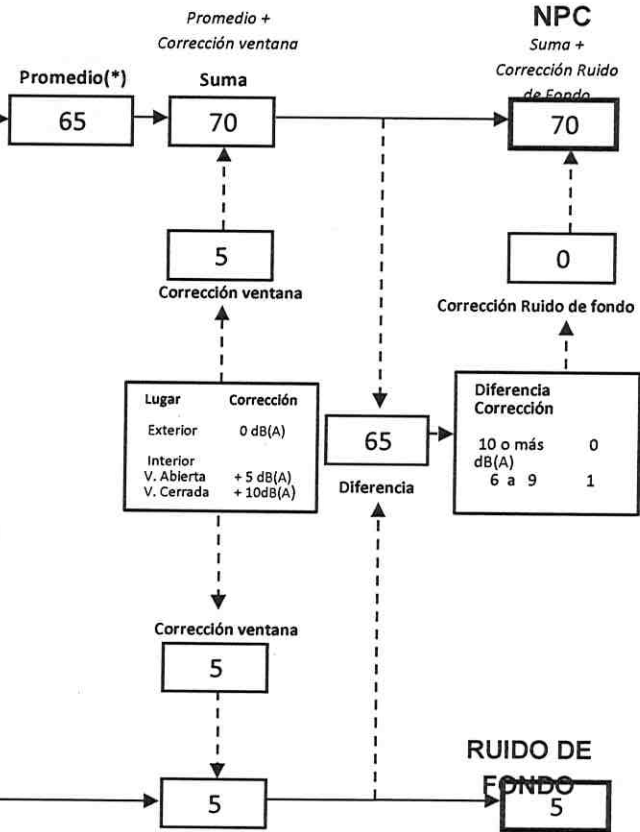 Promedio +
Corrección ventana
NPC
Suma +
Corrección Ruido
de Fondo
Promedio(*)
Suma
65
70
70
5
0
Corrección ventana
Corrección Ruido de fondo
Lugar Corrección
Exterior 0 dB(A)
Interior
V. Abierta + 5 dB(A)
V. Cerrada + 10dB(A)
65
Diferencia
Diferencia
Corrección
10 o más 0
dB(A)
6 a 9 1
Corrección ventana
5
RUIDO DE
FONDO
5
5